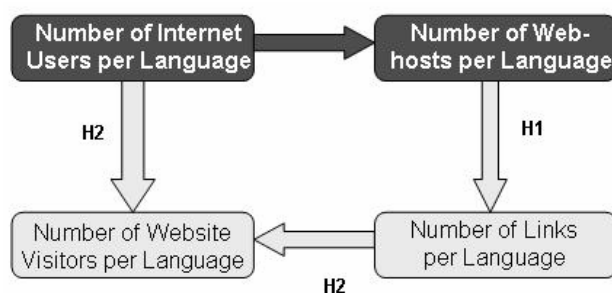 Number of Internet
Users per Language
Number of Web-
hosts per Language
H2
H1
Number of Website
Visitors per Language
Number of Links
per Language
H2